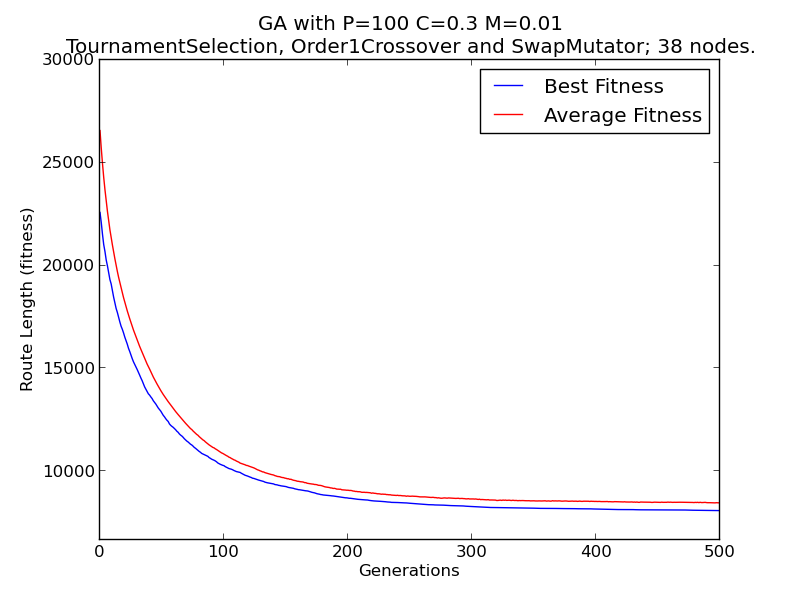 GA with P=100 C=0.3 M=0.01
TournamentSelection, Order1Crossover and SwapMutator; 38 nodes.
30000
25000
20000
15000
10000
Route Length (fitness)
Best Fitness
Average Fitness
0
100
200
300
400
500
Generations